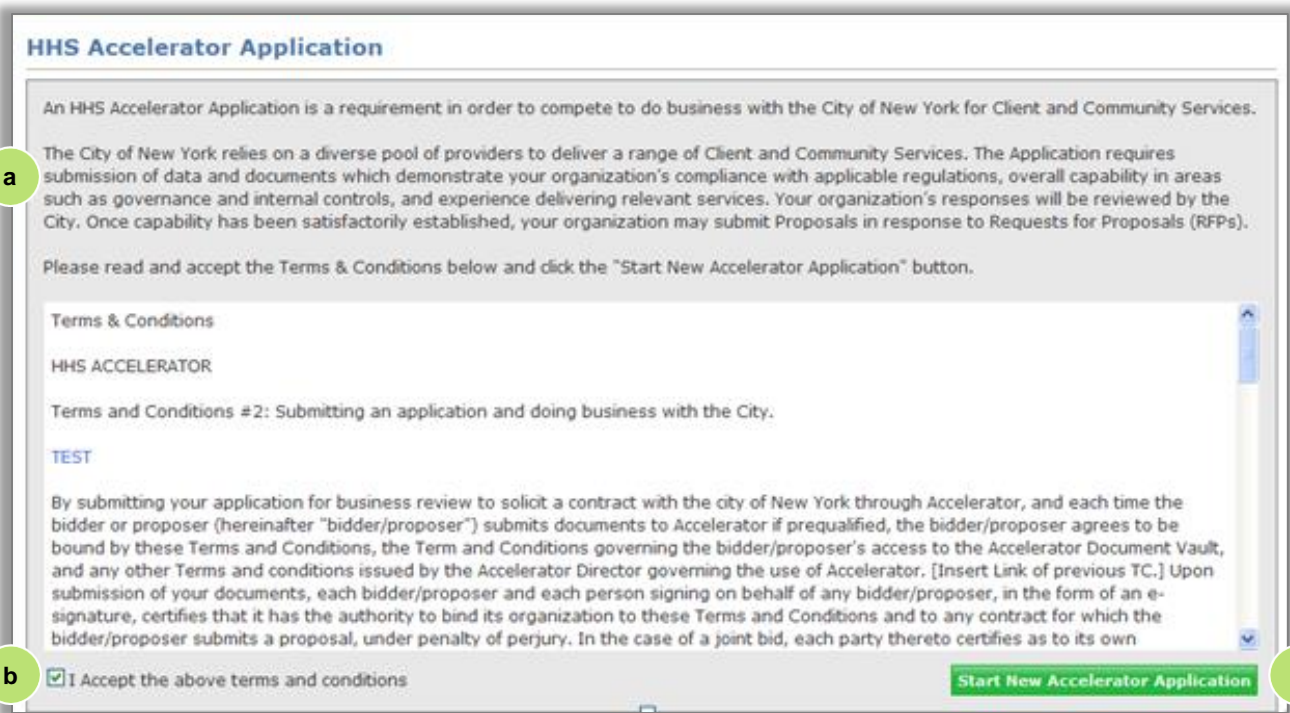 HHS Accelerator Application
An HHS Accelerator Application is a requirement in order to compete to do business with the City of New York for Client and Community Services.
The City of New York relies on a diverse pool of providers to deliver a range of Client and Community Services. The Application requires
a
submission of data and documents which demonstrate your organization's compliance with applicable regulations, overall capability in areas
such as governance and internal controls, and experience delivering relevant services. Your organization's responses will be reviewed by the
City. Once capability has been satisfactorily established, your organization may submit Proposals in response to Requests for Proposals (RFPs).
Please read and accept the Terms & Conditions below and click the "Start New Accelerator Application" button.
Terms & Conditions
HHS ACCELERATOR
Terms and Conditions #2: Submitting an application and doing business with the City.
TEST
By submitting your application for business review to solicit a contract with the city of New York through Accelerator, and each time the
bidder or proposer (hereinafter "bidder/proposer") submits documents to Accelerator if prequalified, the bidder/proposer agrees to be
bound by these Terms and Conditions, the Term and Conditions governing the bidder/proposer's access to the Accelerator Document Vault,
and any other Terms and conditions issued by the Accelerator Director governing the use of Accelerator. [Insert Link of previous TC.] Upon
submission of your documents, each bidder/proposer and each person signing on behalf of any bidder/proposer, in the form of an e-
signature, certifies that it has the authority to bind its organization to these Terms and Conditions and to any contract for which the
bidder/proposer submits a proposal, under penalty of perjury. In the case of a joint bid, each party thereto certifies as to its own
b
I Accept the above terms and conditions
Start New Accelerator Application